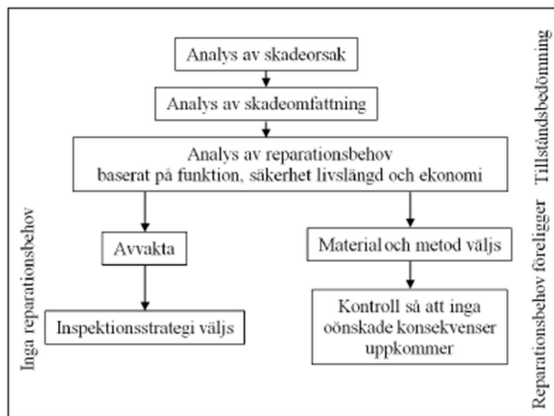 Analys av skadeorsak
Analys av skadeomfattning
Analys av reparationsbehov
baserat på funktion, säkerhet livslängd och ekonomi
Tillståndsbedömning
Inga reparationsbehov
Avvakta
Inspektionsstrategi väljs
Material och metod väljs
Kontroll så att inga
oönskade konsekvenser
uppkommer
Reparationsbehov föreligger